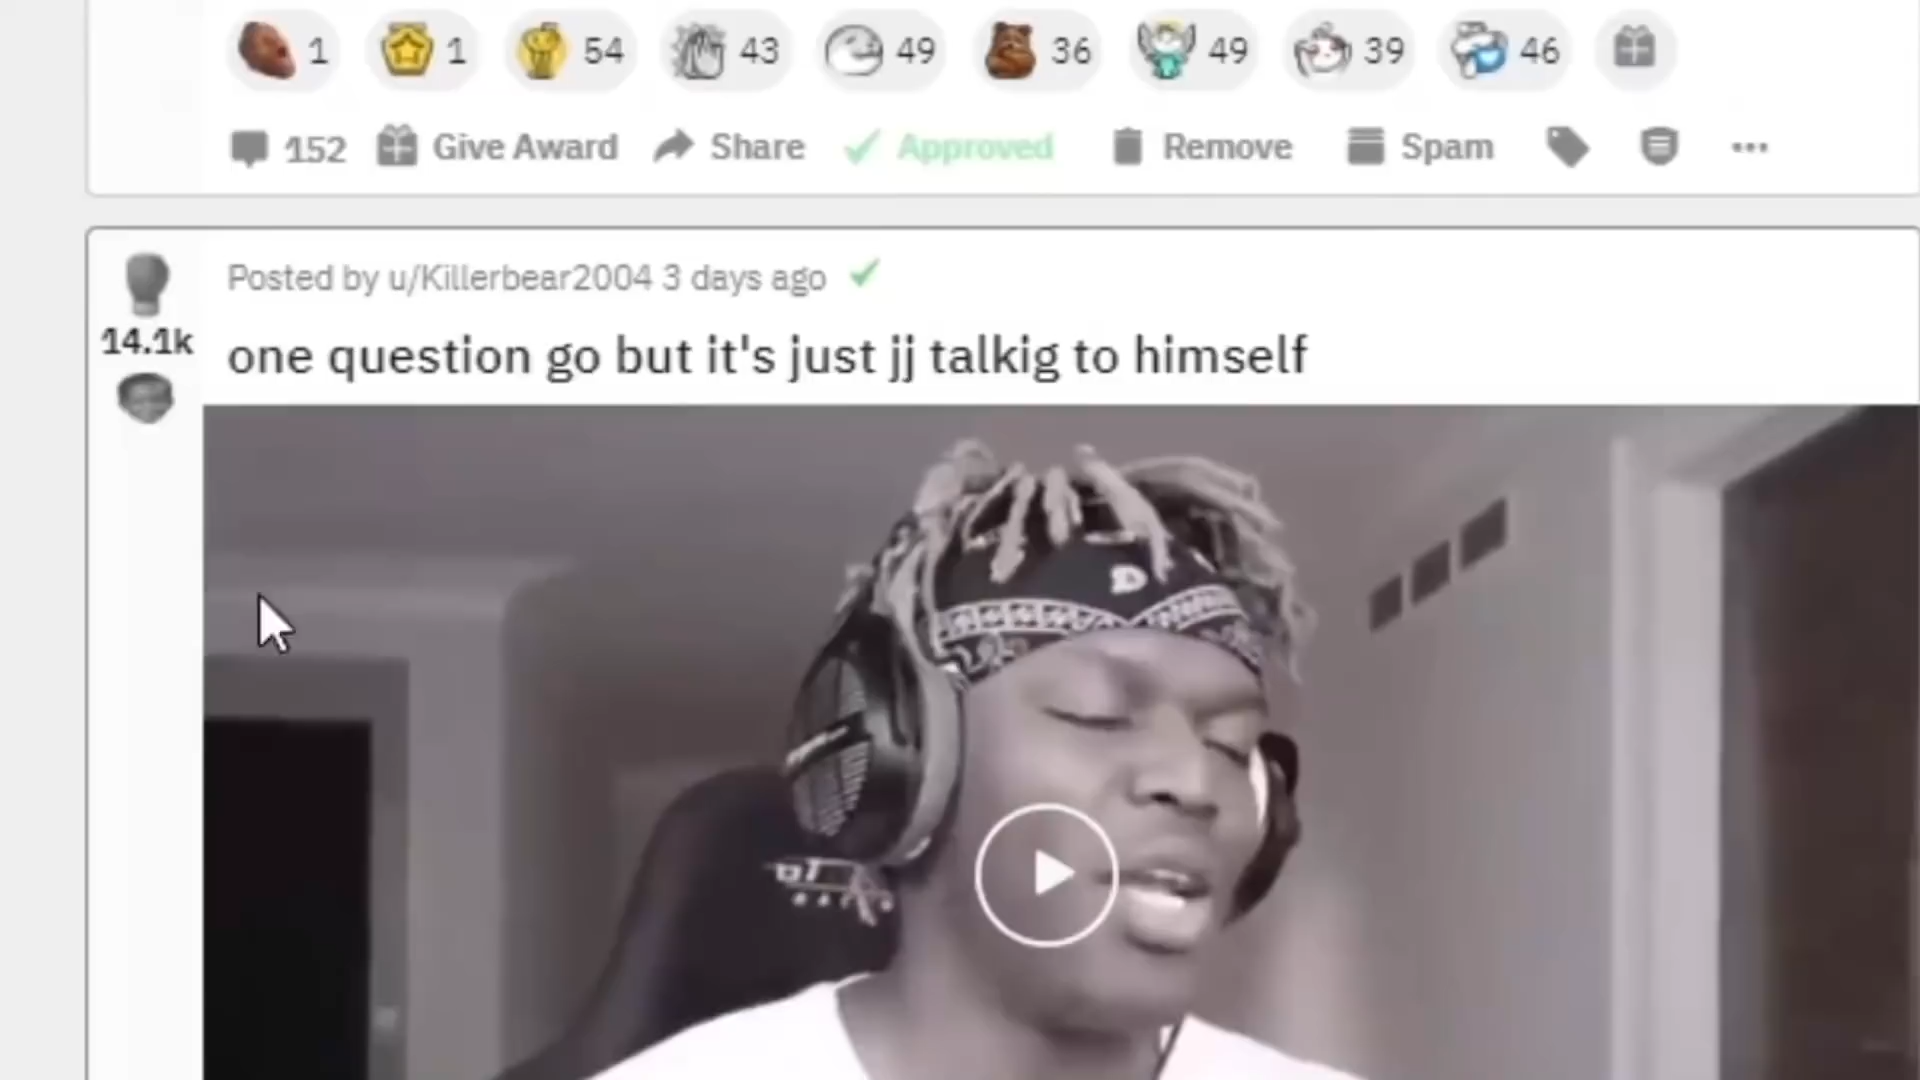 1 1 54 43 49 36 49 39 46
152 Give Award Share Approved Remove Spam
Posted by u/Killerbear2004 3 days ago
14.1k
one question go but it's just jj talkig to himself